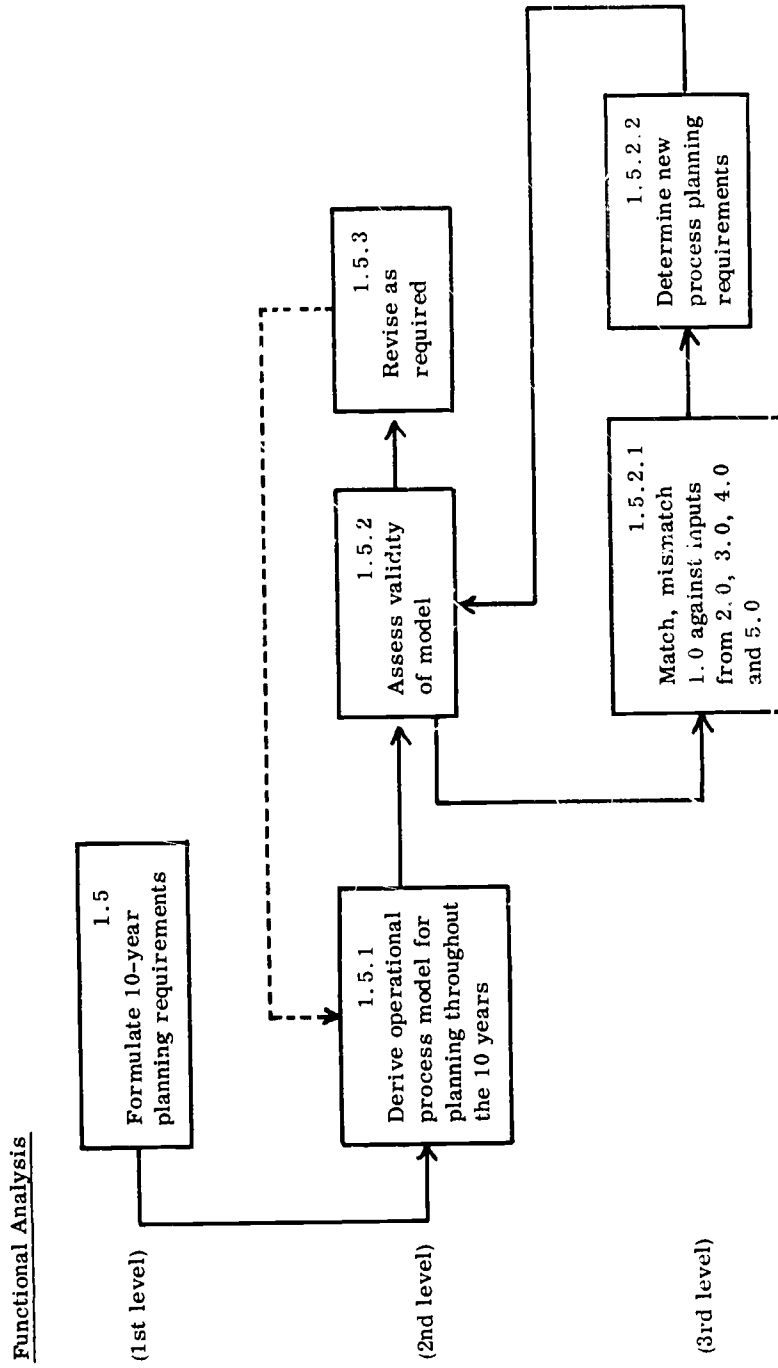 Functional Analysis
(1st level)
1.5
Formulate 10-year
planning requirements
(2nd level)
1.5.1
Derive operational
process model for
planning throughout
the 10 years
1.5.2
Assess validity
of model
1.5.3
Revise as
required
(3rd level)
1.5.2.1
Match, mismatch
1.0 against inputs
from 2.0, 3.0, 4.0
and 5.0
1.5.2.2
Determine new
process planning
requirements